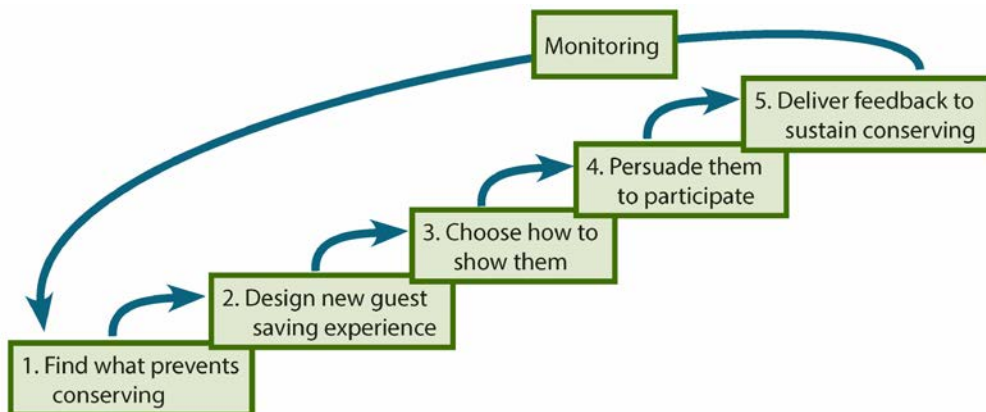 Monitoring
5. Deliver feedback to
sustain conserving
4. Persuade them
to participate
3. Choose how to
show them
2. Design new guest
saving experience
1. Find what prevents
conserving